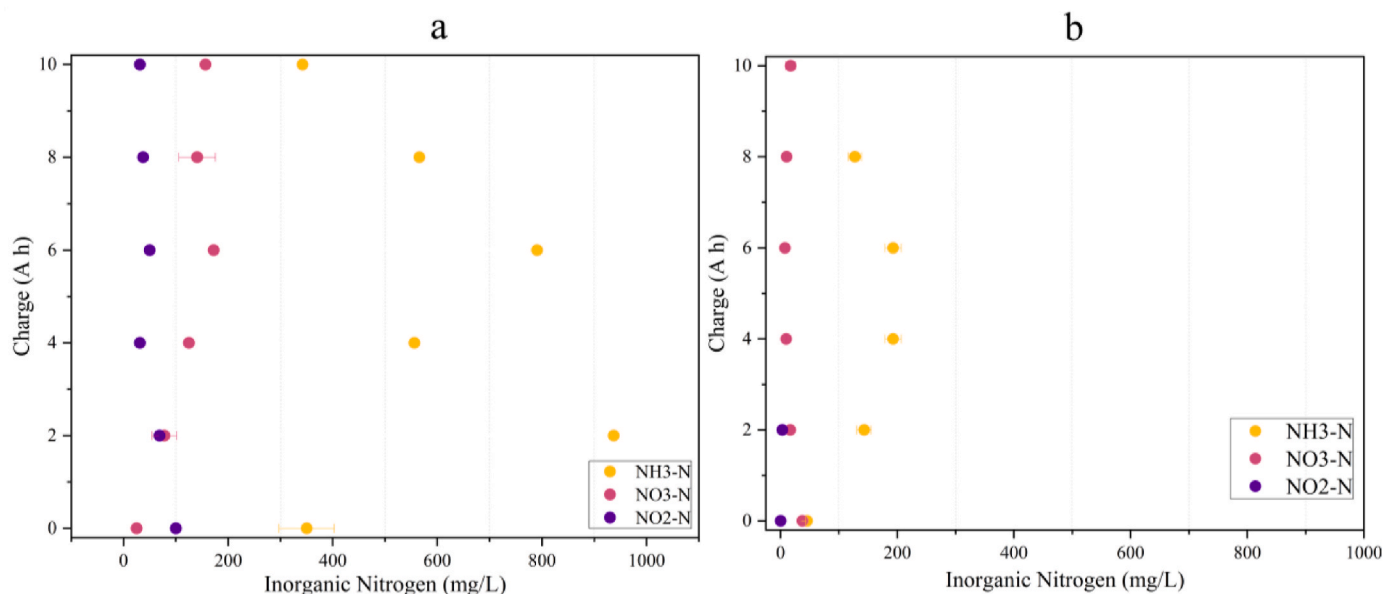 a
10
8
6
4
2
0
Charge (A h)
0 200 400 600 800 1000
Inorganic Nitrogen (mg/L)
NH3-N
NO3-N
NO2-N
b
10
8
6
4
2
0
Charge (A h)
0 200 400 600 800 1000
Inorganic Nitrogen (mg/L)
NH3-N
NO3-N
NO2-N